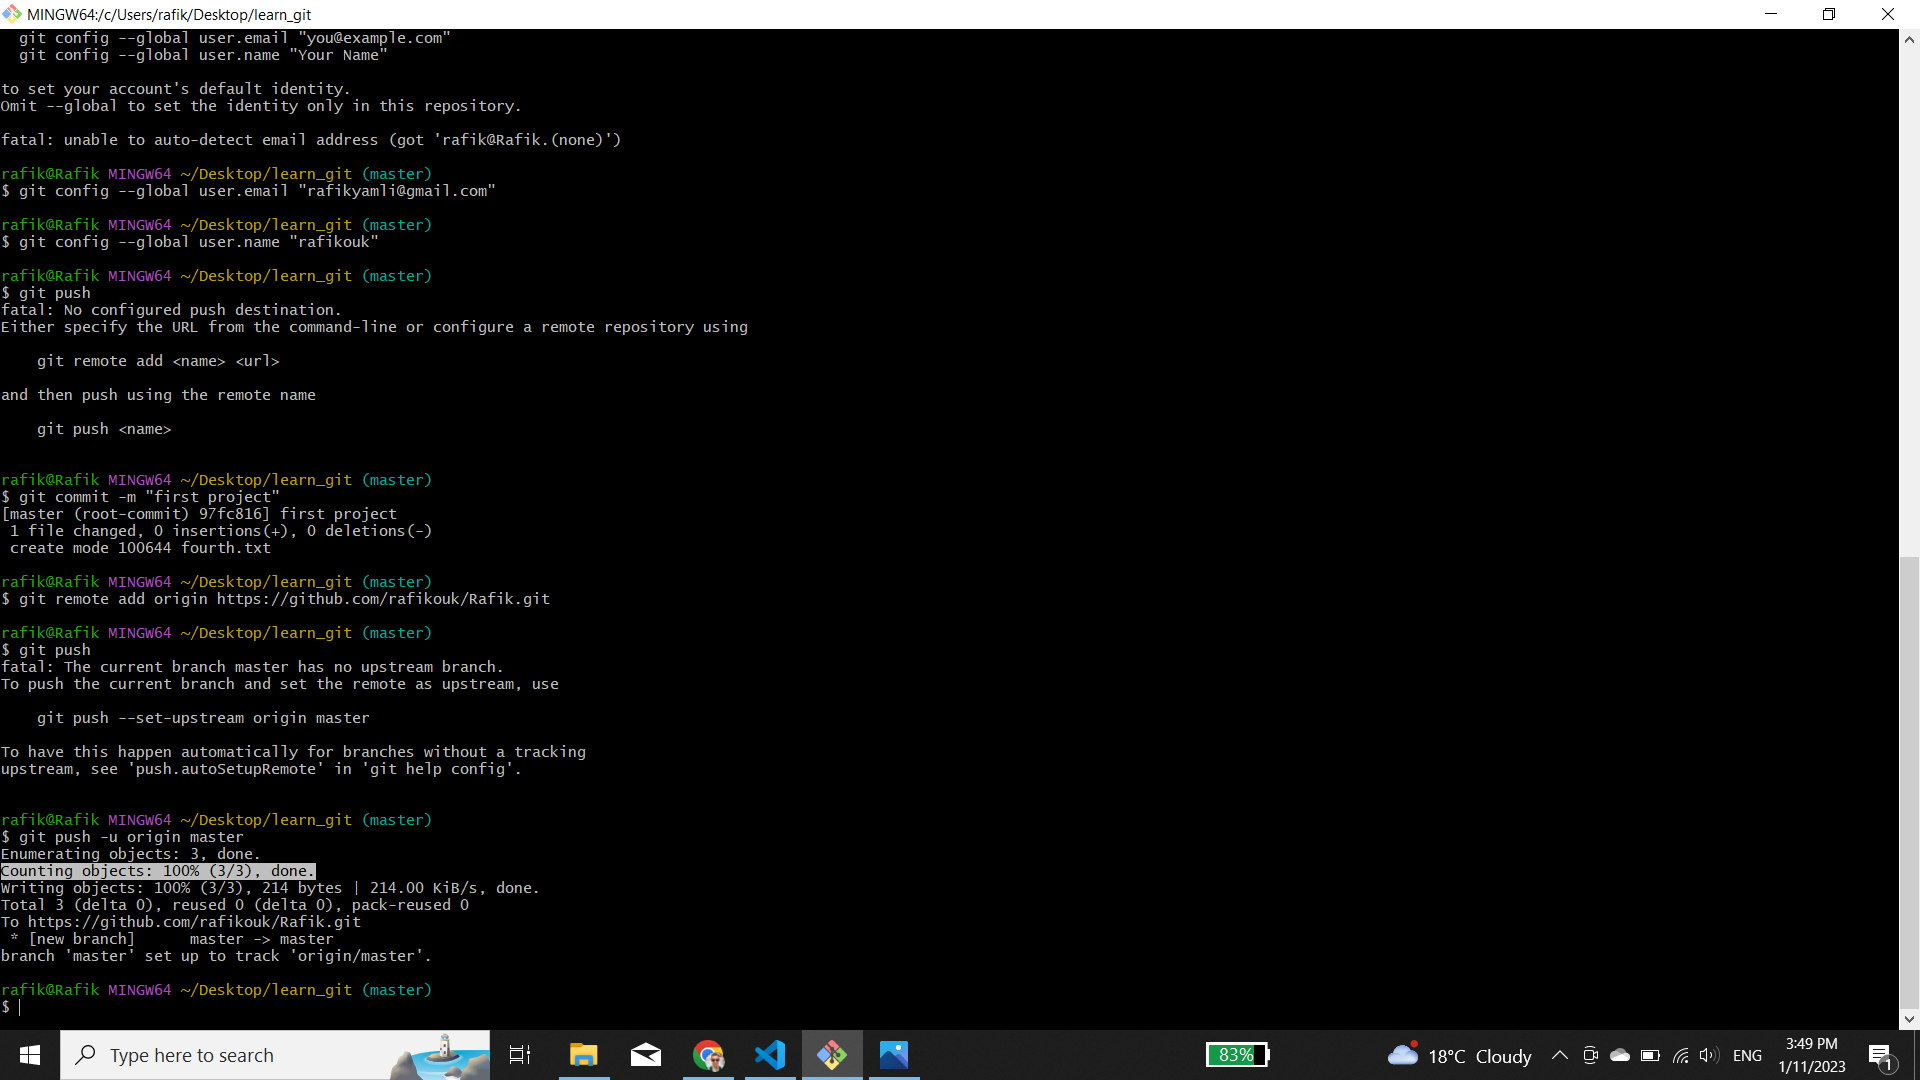 MINGW64:/c/Users/rafik/Desktop/learn_git
  git config --global user.email "you@example.com"
  git config --global user.name "Your Name"
to set your account's default identity.
Omit --global to set the identity only in this repository.
fatal: unable to auto-detect email address (got 'rafik@Rafik.(none)')
rafik@Rafik MINGW64 ~/Desktop/learn_git (master)
$ git config --global user.email "rafikyamli@gmail.com"
rafik@Rafik MINGW64 ~/Desktop/learn_git (master)
$ git config --global user.name "rafikouk"
rafik@Rafik MINGW64 ~/Desktop/learn_git (master)
$ git push
fatal: No configured push destination.
Either specify the URL from the command-line or configure a remote repository using
    git remote add <name> <url>
and then push using the remote name
    git push <name>
rafik@Rafik MINGW64 ~/Desktop/learn_git (master)
$ git commit -m "first project"
[master (root-commit) 97fc816] first project
 1 file changed, 0 insertions(+), 0 deletions(-)
 create mode 100644 fourth.txt
rafik@Rafik MINGW64 ~/Desktop/learn_git (master)
$ git remote add origin https://github.com/rafikouk/Rafik.git
rafik@Rafik MINGW64 ~/Desktop/learn_git (master)
$ git push
fatal: The current branch master has no upstream branch.
To push the current branch and set the remote as upstream, use
    git push --set-upstream origin master
To have this happen automatically for branches without a tracking
upstream, see 'push.autoSetupRemote' in 'git help config'.
rafik@Rafik MINGW64 ~/Desktop/learn_git (master)
$ git push -u origin master
Enumerating objects: 3, done.
Counting objects: 100% (3/3), done.
Writing objects: 100% (3/3), 214 bytes | 214.00 KiB/s, done.
Total 3 (delta 0), reused 0 (delta 0), pack-reused 0
To https://github.com/rafikouk/Rafik.git
 * [new branch]      master -> master
branch 'master' set up to track 'origin/master'.
rafik@Rafik MINGW64 ~/Desktop/learn_git (master)
$
Type here to search
83%
18°C Cloudy
ENG
3:49 PM
1/11/2023
1